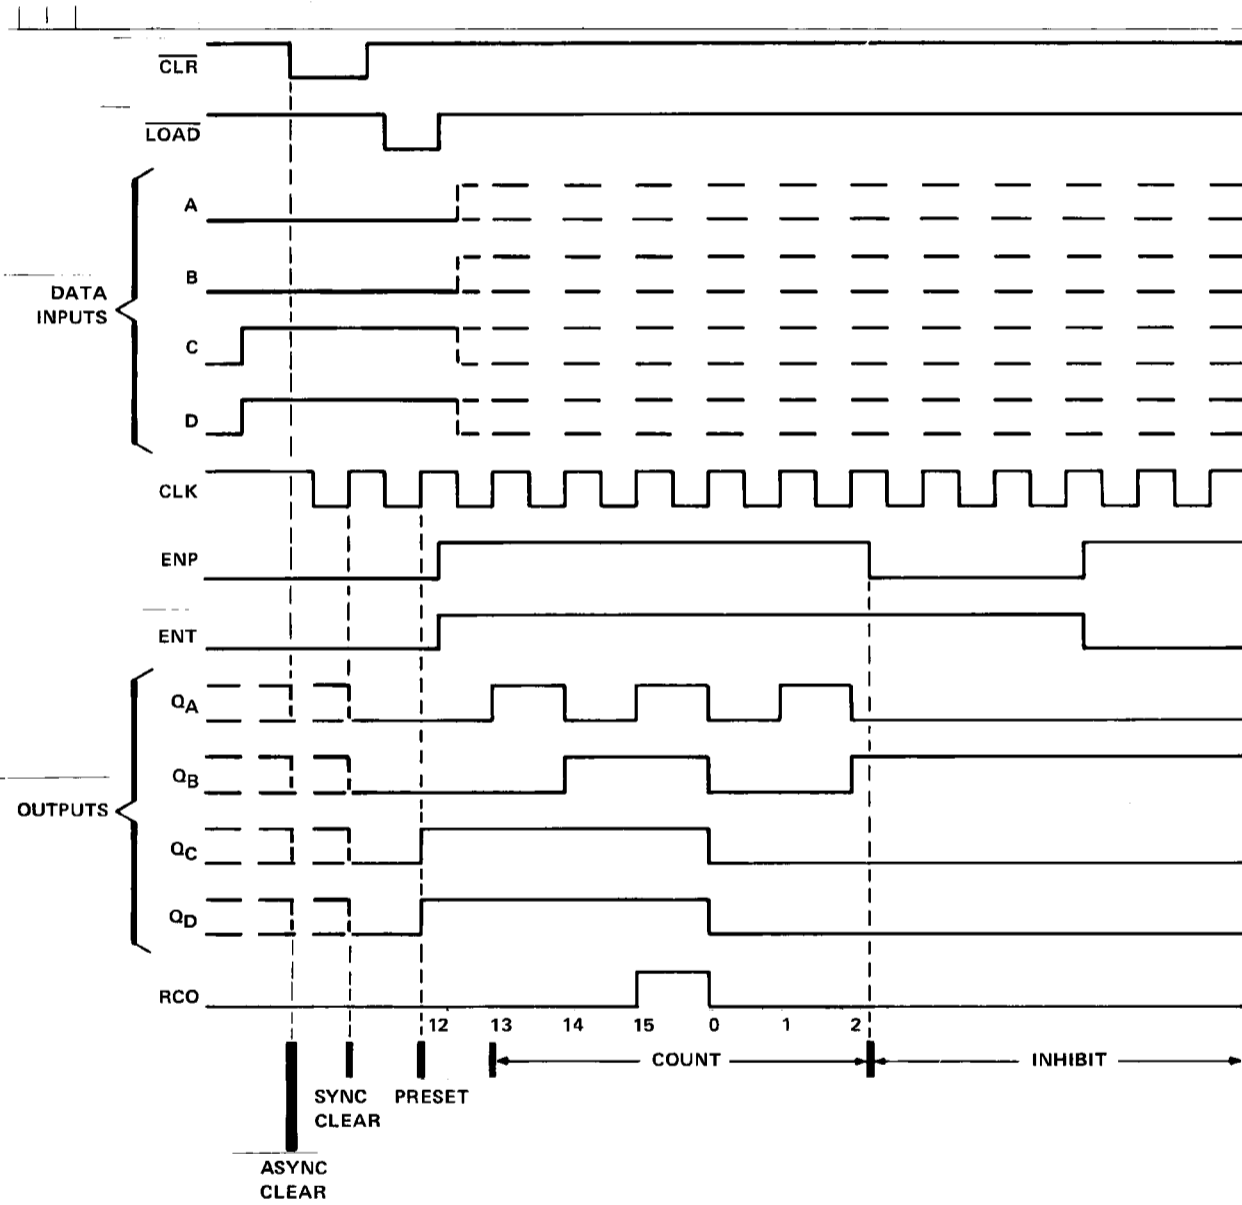 CLR
LOAD
A
B
DATA
INPUTS
C
D
CLK
ENP
ENT
QA
QB
OUTPUTS
QC
QD
RCO
12 13 14 15 0 1 2
COUNT INHIBIT
SYNC
CLEAR
PRESET
ASYNC
CLEAR